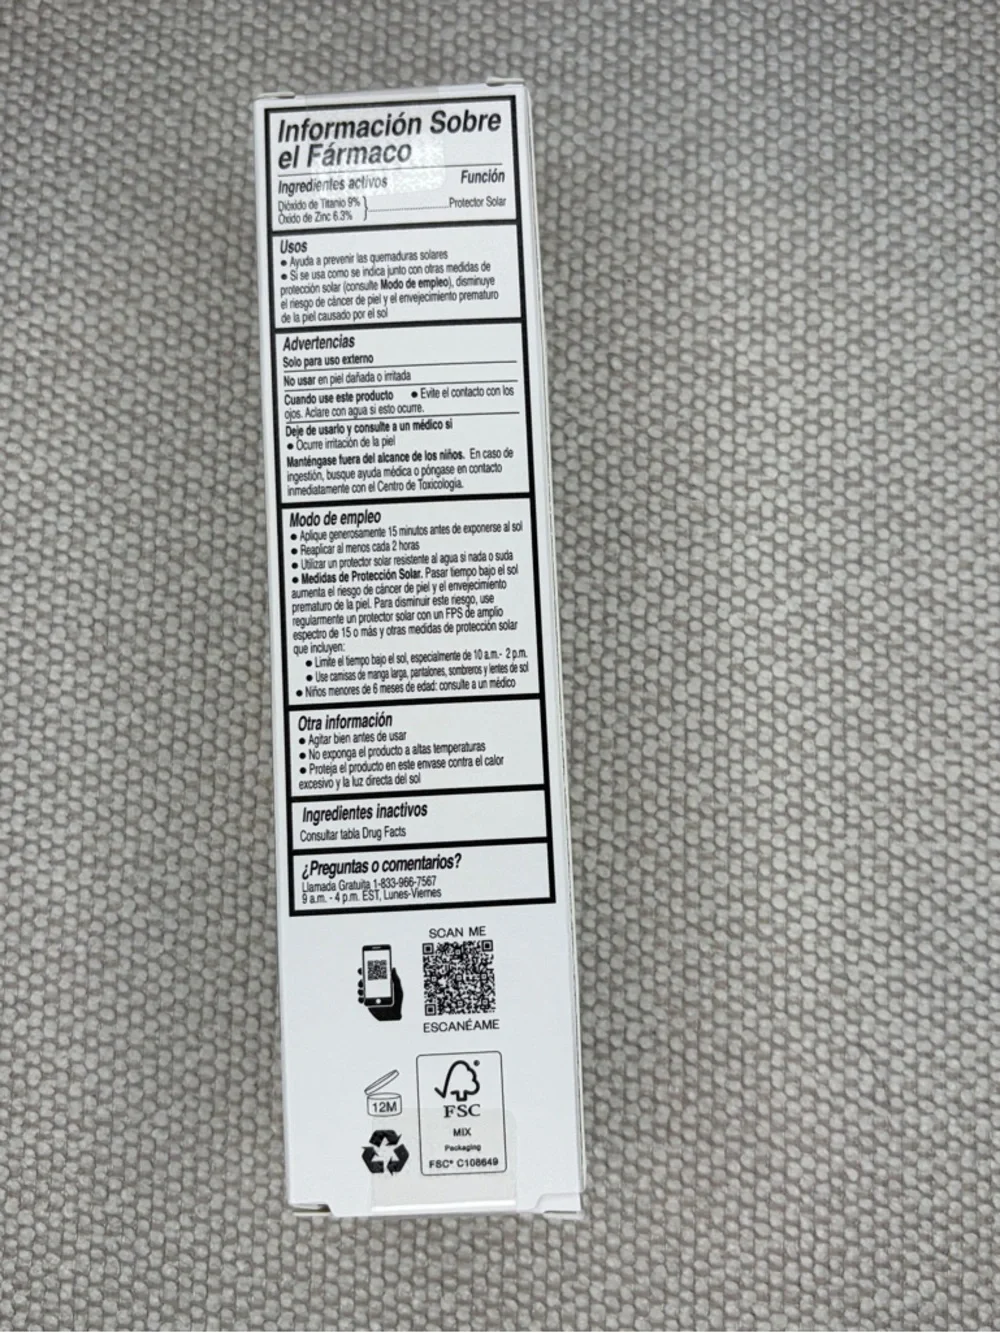 Información Sobre
el Fármaco
Ingredientes activos Función
Dióxido de Titanio 9%
Óxido de Zinc 6.3% }........................Protector Solar
Usos
● Ayuda a prevenir las quemaduras solares
● Si se usa como se indica junto con otras medidas de
protección solar (consulte Modo de empleo), disminuye
el riesgo de cáncer de piel y el envejecimiento prematuro
de la piel causado por el sol
Advertencias
Solo para uso externo
No usar en piel dañada o irritada
Cuando use este producto ● Evite el contacto con los
ojos. Aclare con agua si esto ocurre.
Deje de usarlo y consulte a un médico si
● Ocurre irritación de la piel
Manténgase fuera del alcance de los niños. En caso de
ingestión, busque ayuda médica o póngase en contacto
inmediatamente con el Centro de Toxicología.
Modo de empleo
● Aplique generosamente 15 minutos antes de exponerse al sol
● Reaplicar al menos cada 2 horas
● Utilizar un protector solar resistente al agua si nada o suda
● Medidas de Protección Solar. Pasar tiempo bajo el sol
aumenta el riesgo de cáncer de piel y el envejecimiento
prematuro de la piel. Para disminuir este riesgo, use
regularmente un protector solar con un FPS de amplio
espectro de 15 o más y otras medidas de protección solar
que incluyen:
● Limite el tiempo bajo el sol, especialmente de 10 a.m.- 2 p.m.
● Use camisas de manga larga, pantalones, sombreros y lentes de sol
● Niños menores de 6 meses de edad: consulte a un médico
Otra información
● Agitar bien antes de usar
● No exponga el producto a altas temperaturas
● Proteja el producto en este envase contra el calor
excesivo y la luz directa del sol
Ingredientes inactivos
Consultar tabla Drug Facts
¿Preguntas o comentarios?
Llamada Gratuita 1-833-966-7567
9 a.m. - 4 p.m. EST, Lunes-Viernes
SCAN ME
ESCANÉAME
12M
FSC
MIX
Packaging
FSC® C108649